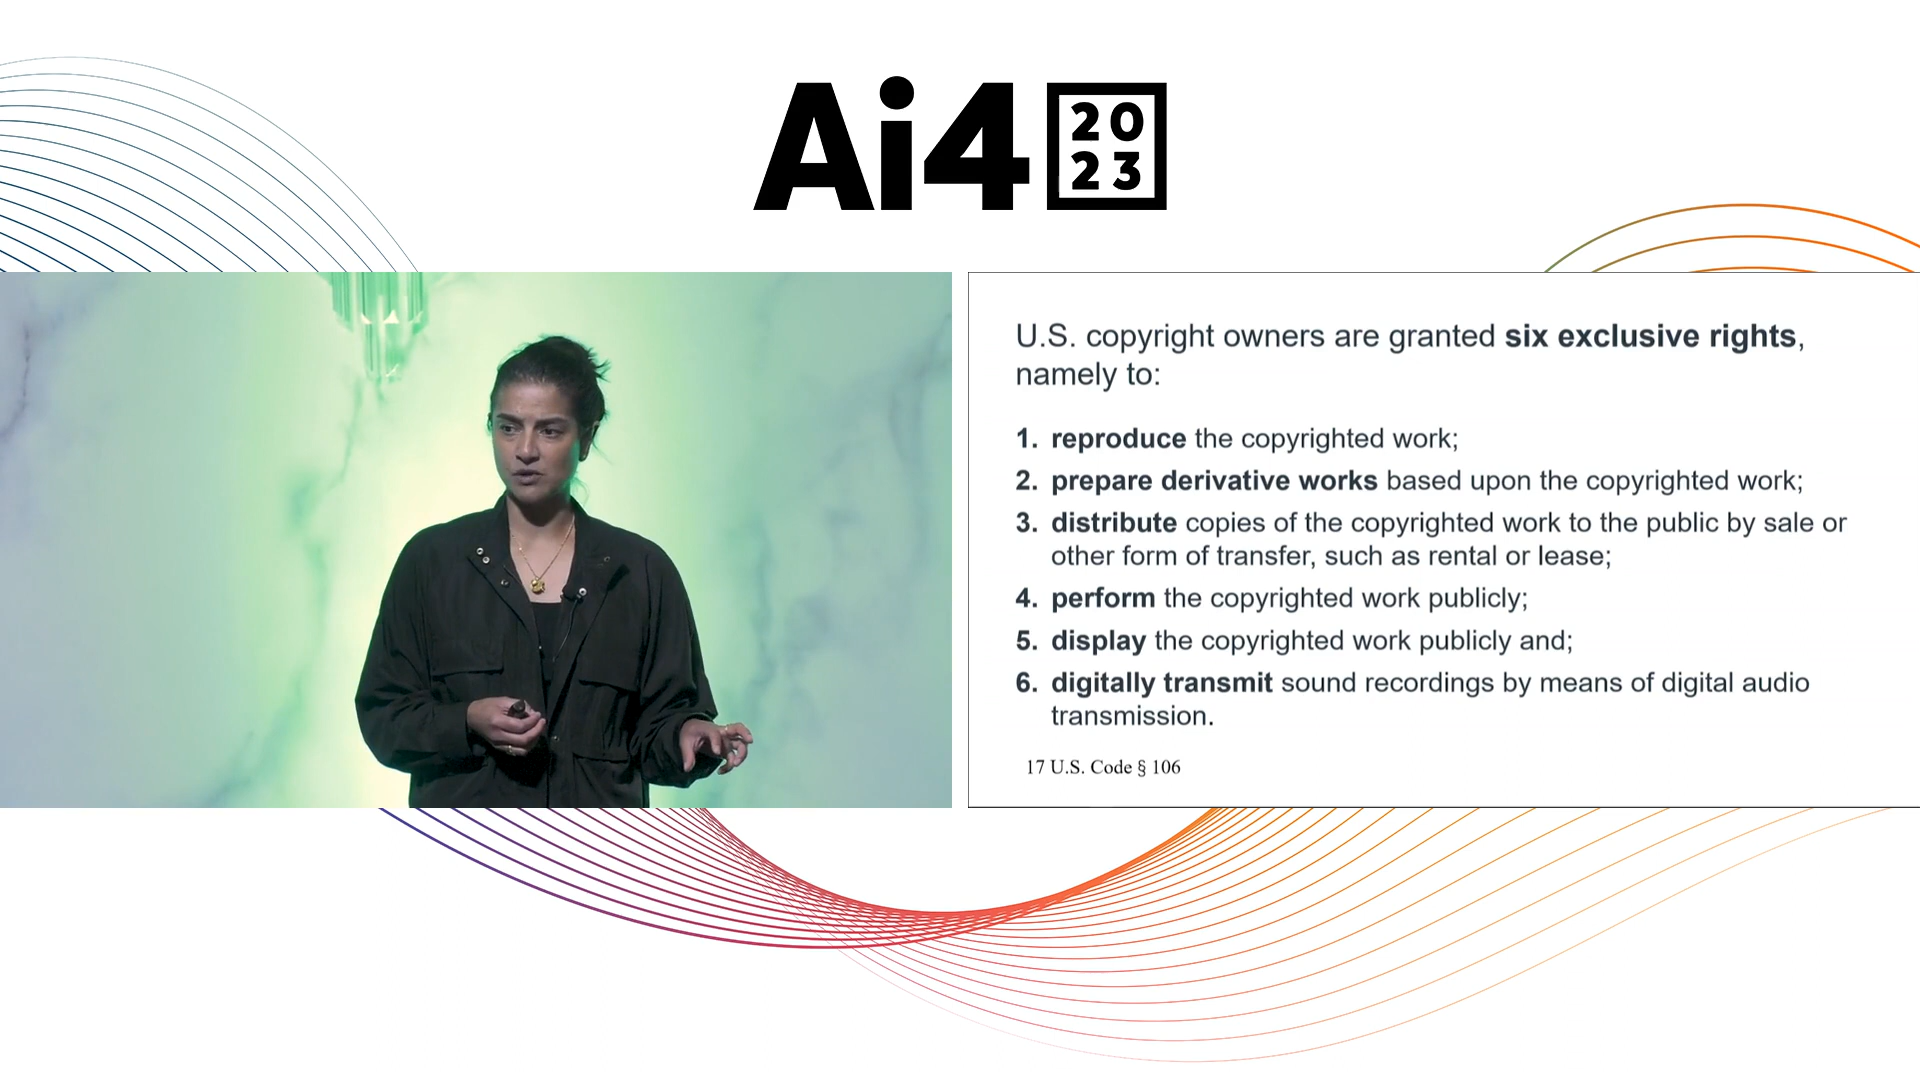 Ai4 20
23
U.S. copyright owners are granted six exclusive rights,
namely to:
1. reproduce the copyrighted work;
2. prepare derivative works based upon the copyrighted work;
3. distribute copies of the copyrighted work to the public by sale or
other form of transfer, such as rental or lease;
4. perform the copyrighted work publicly;
5. display the copyrighted work publicly and;
6. digitally transmit sound recordings by means of digital audio
transmission.
17 U.S. Code § 106